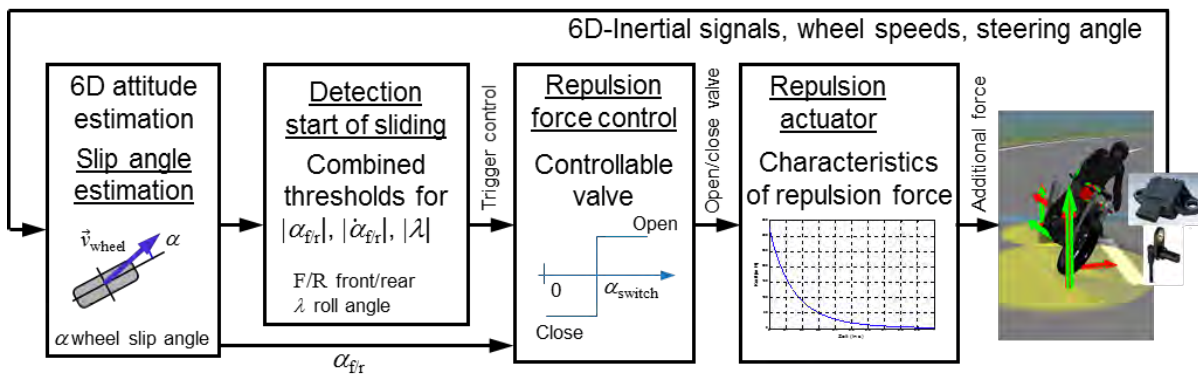 6D-Inertial signals, wheel speeds, steering angle
6D attitude
estimation
Slip angle
estimation
v⃗wheel
α
α wheel slip angle
Detection
start of sliding
Combined
thresholds for
|αf/r|, |α̇f/r|, |λ|
F/R front/rear
λ roll angle
αf/r
Trigger control
Repulsion
force control
Controllable
valve
Open
0
αswitch
Close
Open/close valve
Repulsion
actuator
Characteristics
of repulsion force
Additional force